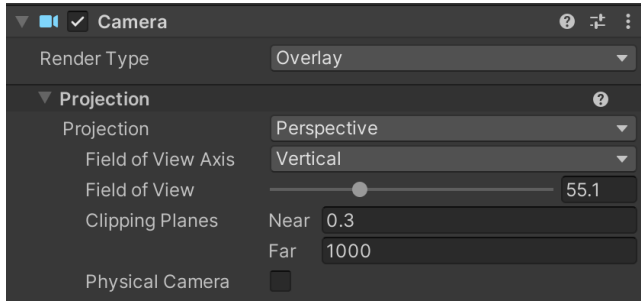 Camera
Render Type Overlay
Projection
Projection Perspective
Field of View Axis Vertical
Field of View 55.1
Clipping Planes Near 0.3
Far 1000
Physical Camera